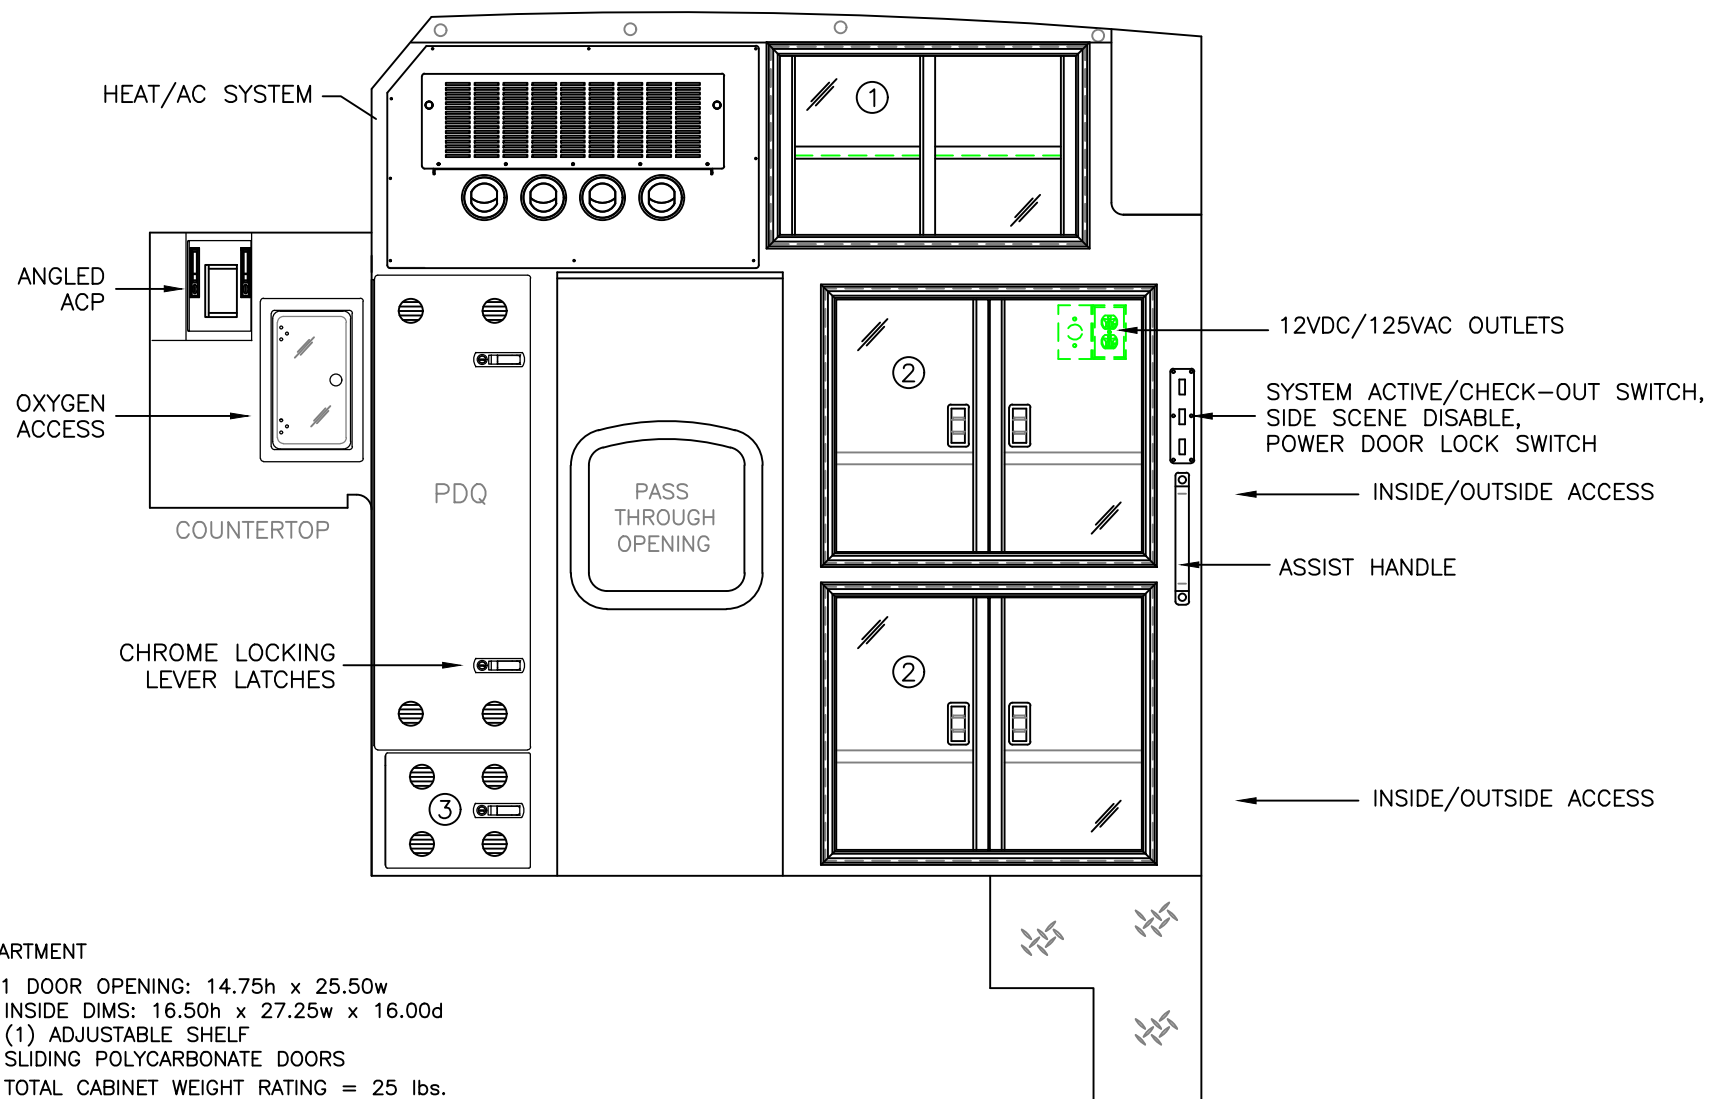 HEAT/AC SYSTEM
1
ANGLED
ACP
12VDC/125VAC OUTLETS
2
SYSTEM ACTIVE/CHECK-OUT SWITCH,
SIDE SCENE DISABLE,
POWER DOOR LOCK SWITCH
OXYGEN
ACCESS
PDQ
PASS
THROUGH
OPENING
INSIDE/OUTSIDE ACCESS
COUNTERTOP
ASSIST HANDLE
CHROME LOCKING
LEVER LATCHES
2
3
INSIDE/OUTSIDE ACCESS
ARTMENT
1 DOOR OPENING: 14.75h x 25.50w
INSIDE DIMS: 16.50h x 27.25w x 16.00d
(1) ADJUSTABLE SHELF
SLIDING POLYCARBONATE DOORS
TOTAL CABINET WEIGHT RATING = 25 lbs.